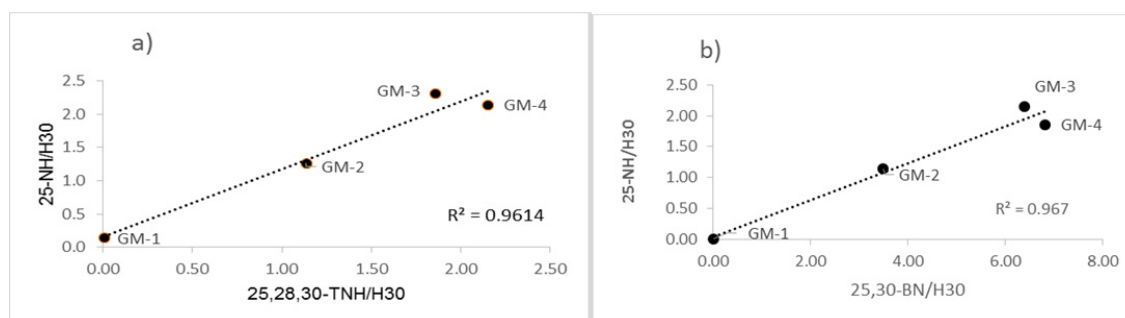 a)
25-NH/H30
2.5
2.0
1.5
1.0
0.5
0.0
GM-3
GM-4
GM-2
GM-1
R² = 0.9614
0.00 0.50 1.00 1.50 2.00 2.50
25,28,30-TNH/H30
b)
25-NH/H30
2.50
2.00
1.50
1.00
0.50
0.00
GM-3
GM-4
GM-2
GM-1
R² = 0.967
0.00 2.00 4.00 6.00 8.00
25,30-BN/H30